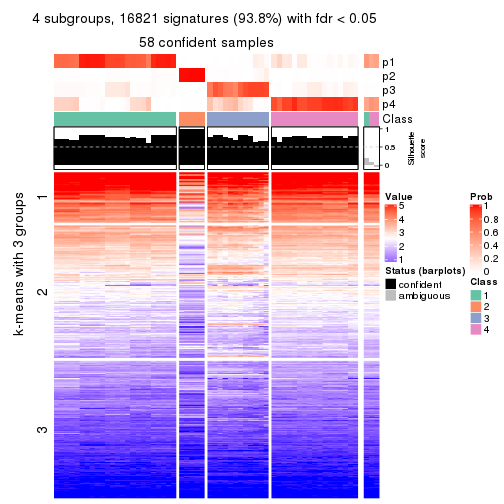 4 subgroups, 16821 signatures (93.8%) with fdr < 0.05
58 confident samples
p1
p2
p3
p4
Class
1
0.5
0
Silhouette
score
k-means with 3 groups
1
2
3
Value
5
4
3
2
1
Status (barplots)
confident
ambiguous
Prob
1
0.8
0.6
0.4
0.2
0
Class
1
2
3
4